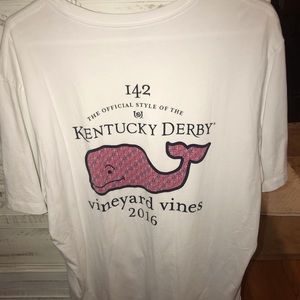 142
THE OFFICIAL STYLE OF THE
KENTUCKY DERBY®
vineyard vines
2016